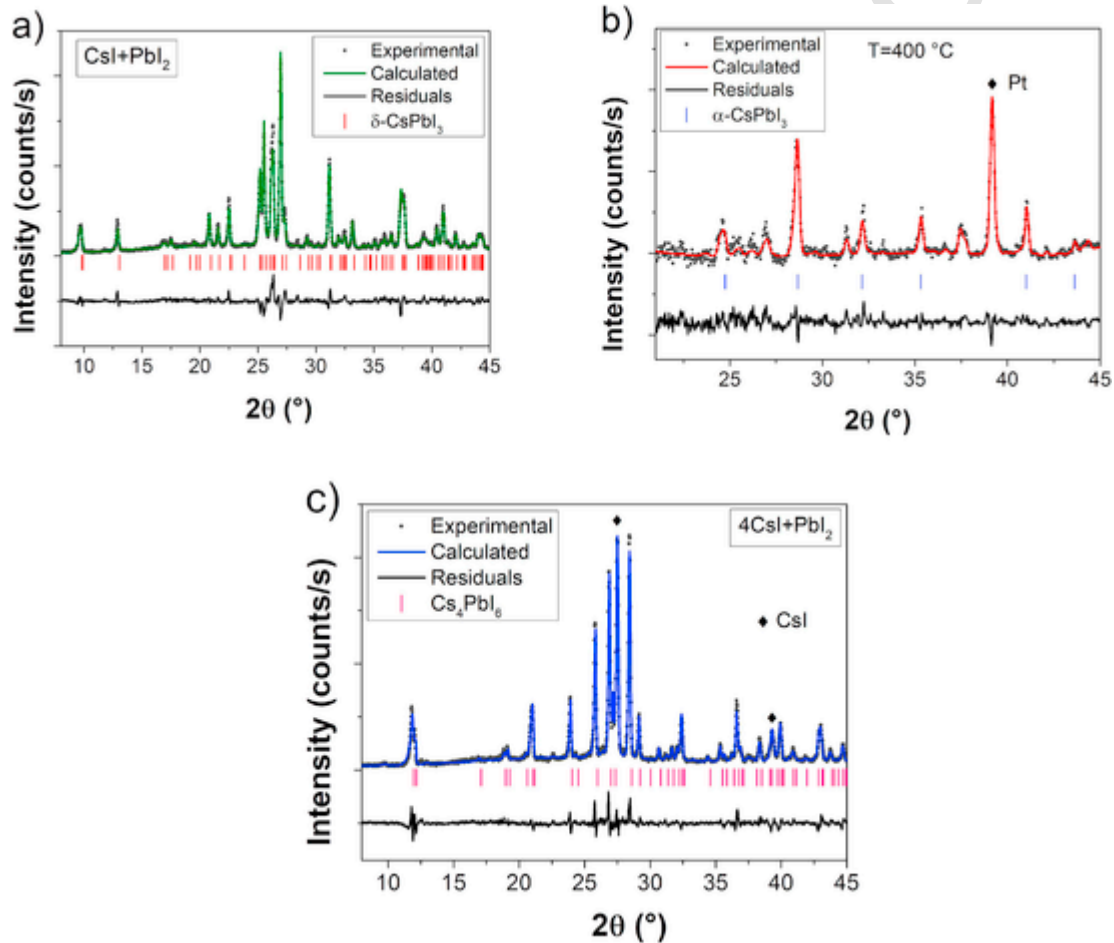 a)
CsI+PbI₂
Experimental
Calculated
Residuals
δ-CsPbI₃
Intensity (counts/s)
10 15 20 25 30 35 40 45
2θ (°)
b)
T=400 °C
Experimental
Calculated
Residuals
α-CsPbI₃
♦ Pt
Intensity (counts/s)
25 30 35 40 45
2θ (°)
c)
4CsI+PbI₂
Experimental
Calculated
Residuals
Cs₄PbI₆
♦ CsI
Intensity (counts/s)
10 15 20 25 30 35 40 45
2θ (°)